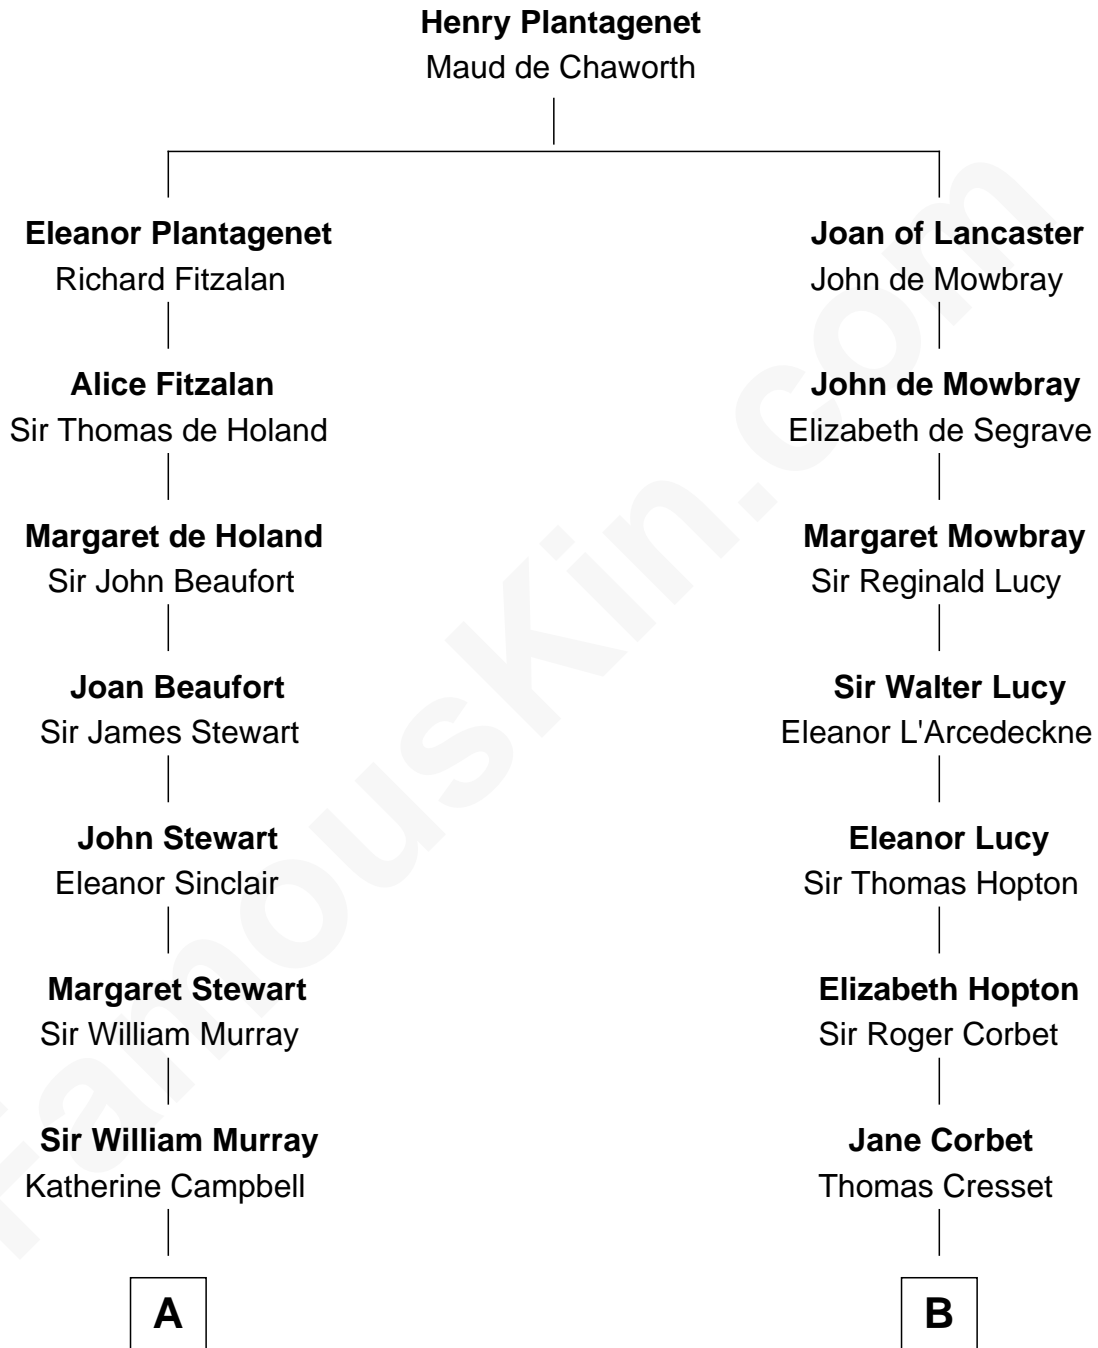 Henry Plantagenet
Maud de Chaworth
Eleanor Plantagenet
Richard Fitzalan
Alice Fitzalan
Sir Thomas de Holand
Margaret de Holand
Sir John Beaufort
Joan Beaufort
Sir James Stewart
John Stewart
Eleanor Sinclair
Margaret Stewart
Sir William Murray
Sir William Murray
Katherine Campbell
A
Joan of Lancaster
John de Mowbray
John de Mowbray
Elizabeth de Segrave
Margaret Mowbray
Sir Reginald Lucy
Sir Walter Lucy
Eleanor L'Arcedeckne
Eleanor Lucy
Sir Thomas Hopton
Elizabeth Hopton
Sir Roger Corbet
Jane Corbet
Thomas Cresset
B
FamousKin.com